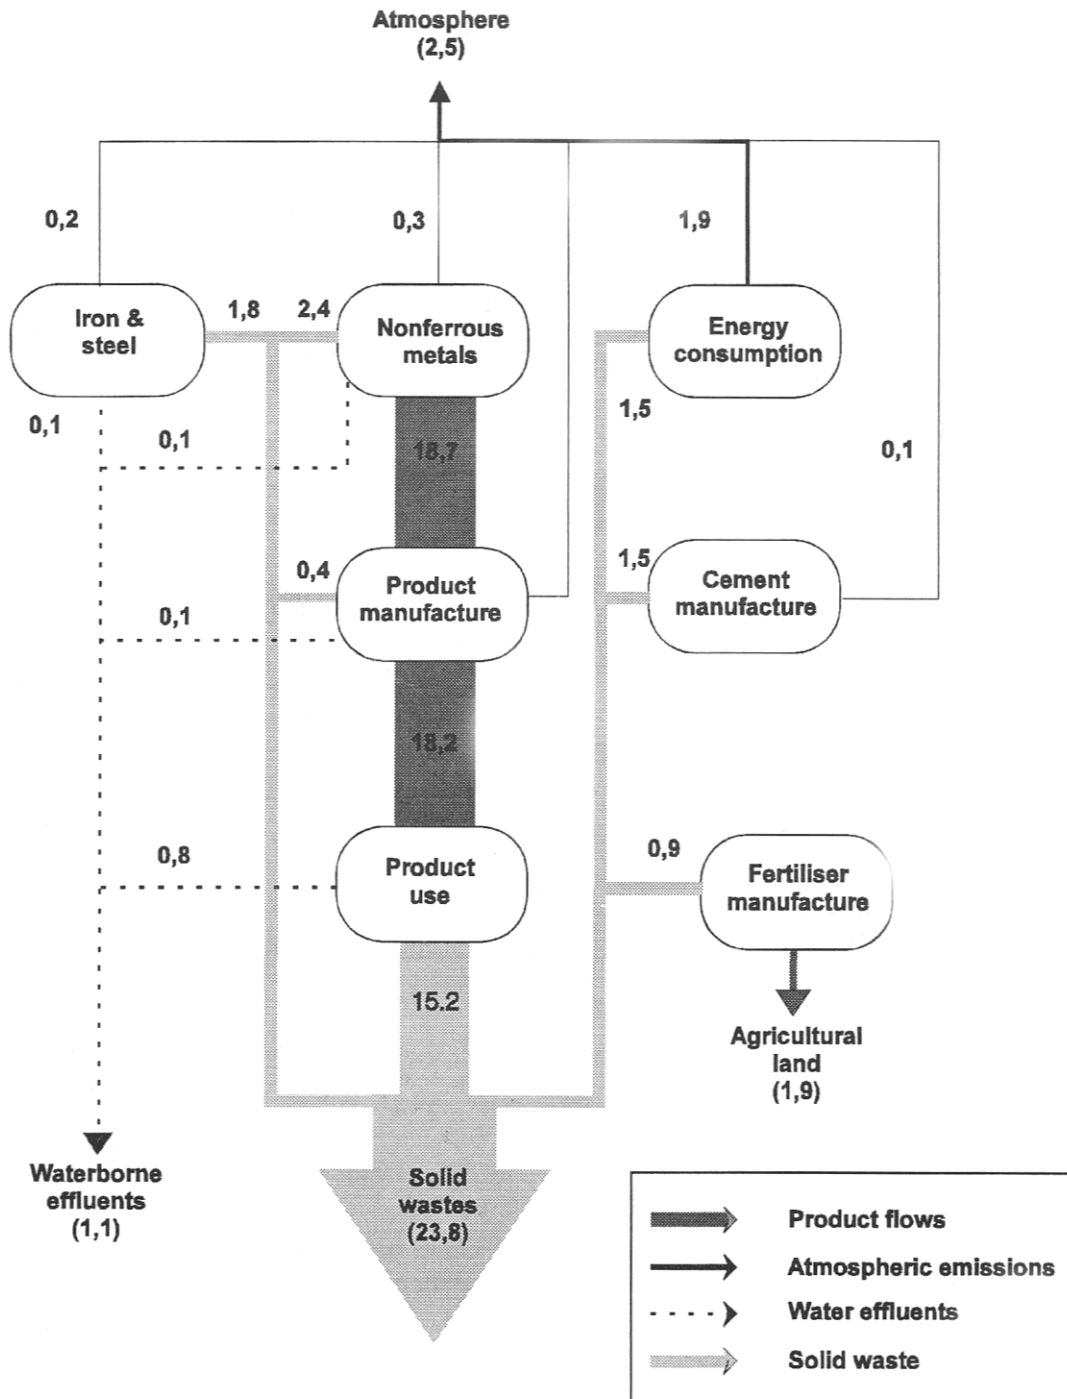 Atmosphere
(2,5)
0,2
0,3
1,9
Iron &
steel
1,8
2,4
Nonferrous
metals
Energy
consumption
0,1
0,1
18,7
1,5
0,1
0,4
Product
manufacture
1,5
Cement
manufacture
0,1
18,2
0,8
Product
use
0,9
Fertiliser
manufacture
15.2
Agricultural
land
(1,9)
Waterborne
effluents
(1,1)
Solid
wastes
(23,8)
Product flows
Atmospheric emissions
Water effluents
Solid waste